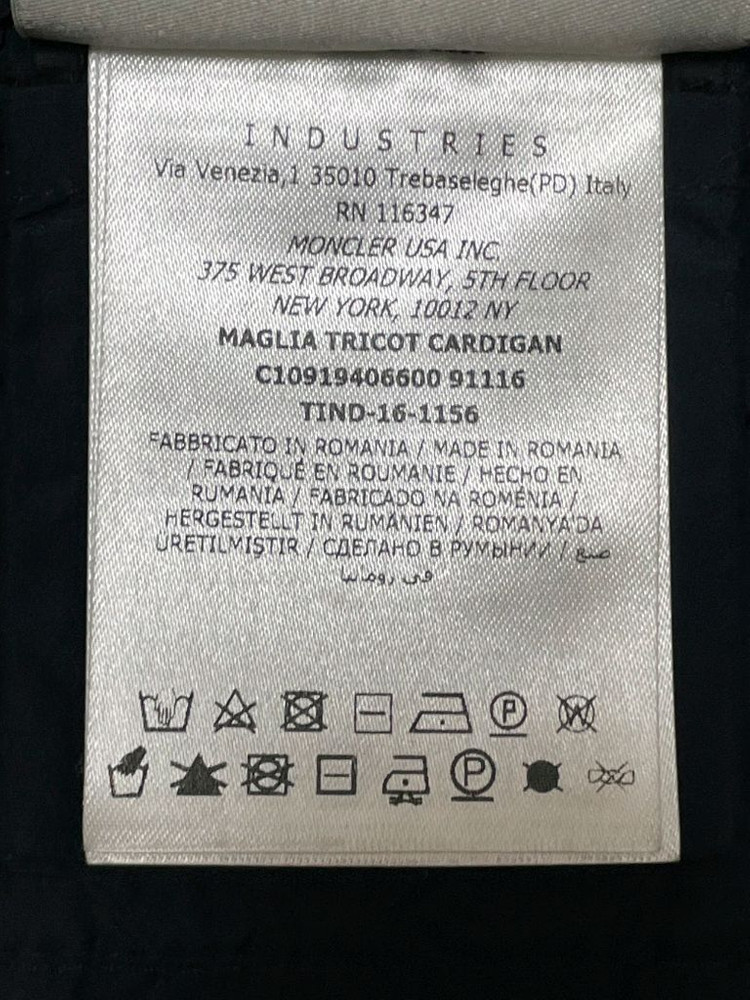 INDUSTRIES
Via Venezia,1 35010 Trebaseleghe(PD) Italy
RN 116347
MONCLER USA INC.
375 WEST BROADWAY, 5TH FLOOR
NEW YORK, 10012 NY
MAGLIA TRICOT CARDIGAN
C10919406600 91116
TIND-16-1156
FABBRICATO IN ROMANIA / MADE IN ROMANIA
/ FABRIQUÉ EN ROUMANIE / HECHO EN
RUMANIA / FABRICADO NA ROMÉNIA /
HERGESTELLT IN RUMÄNIEN / ROMANYA'DA
ÜRETILMIŞTIR / СДЕЛАНО В РУМЫНИИ / صنع
في رومانيا
P W
P